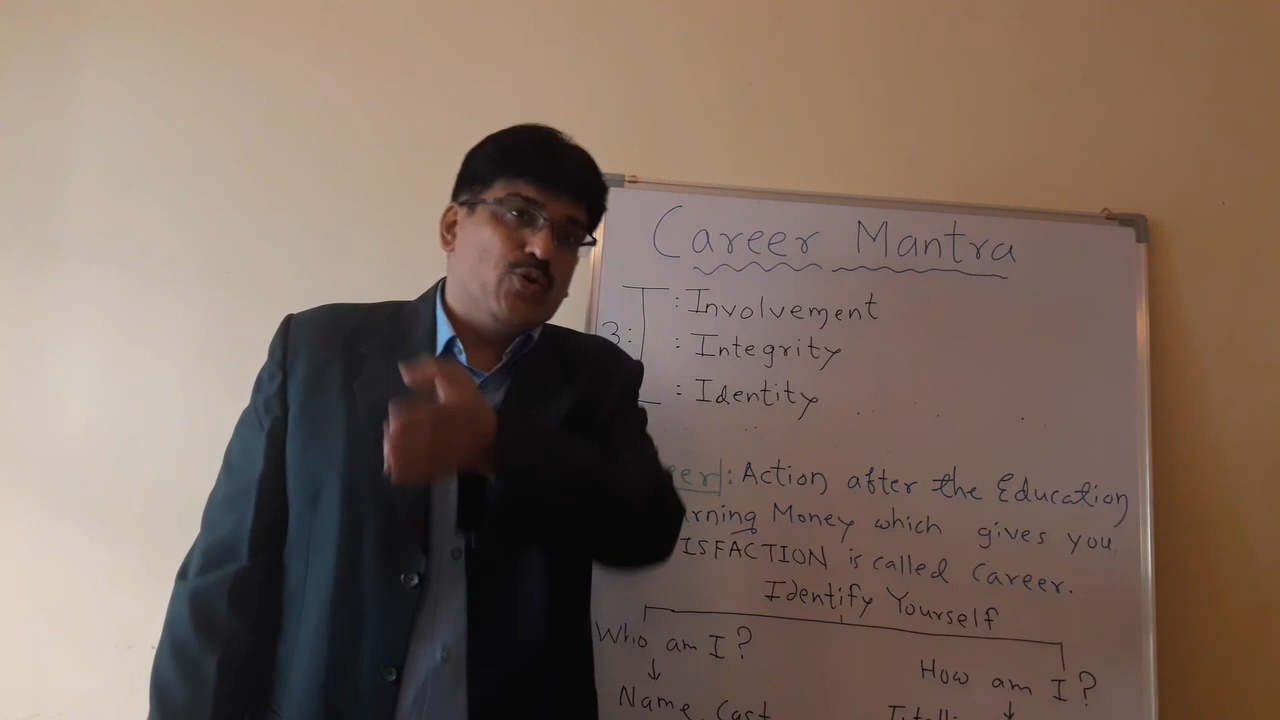 Career Mantra
: Involvement
3: I : Integrity
: Identity
eer : Action after the Education
rning Money which gives you
ISFACTION is called Career.
Identify Yourself
Who am I?
How am I?
Name, Cast